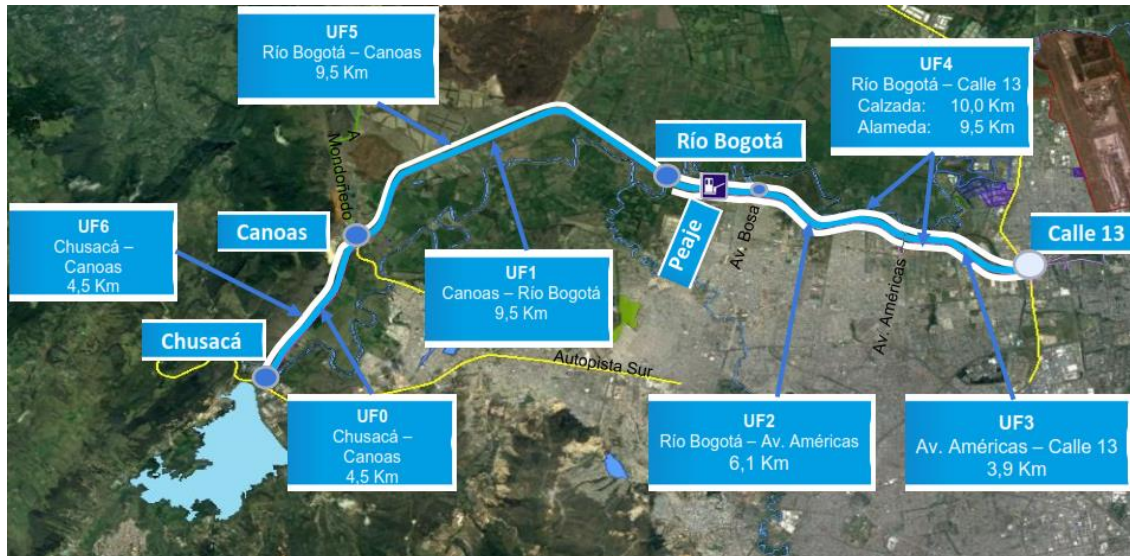 UF5
Río Bogotá – Canoas
9,5 Km
UF4
Río Bogotá – Calle 13
Calzada: 10,0 Km
Alameda: 9,5 Km
A Mondoñedo
Río Bogotá
Peaje
Av. Bosa
Av. Américas
Calle 13
UF6
Chusacá –
Canoas
4,5 Km
Canoas
UF1
Canoas – Río Bogotá
9,5 Km
Chusacá
Autopista Sur
UF0
Chusacá –
Canoas
4,5 Km
UF2
Río Bogotá – Av. Américas
6,1 Km
UF3
Av. Américas – Calle 13
3,9 Km